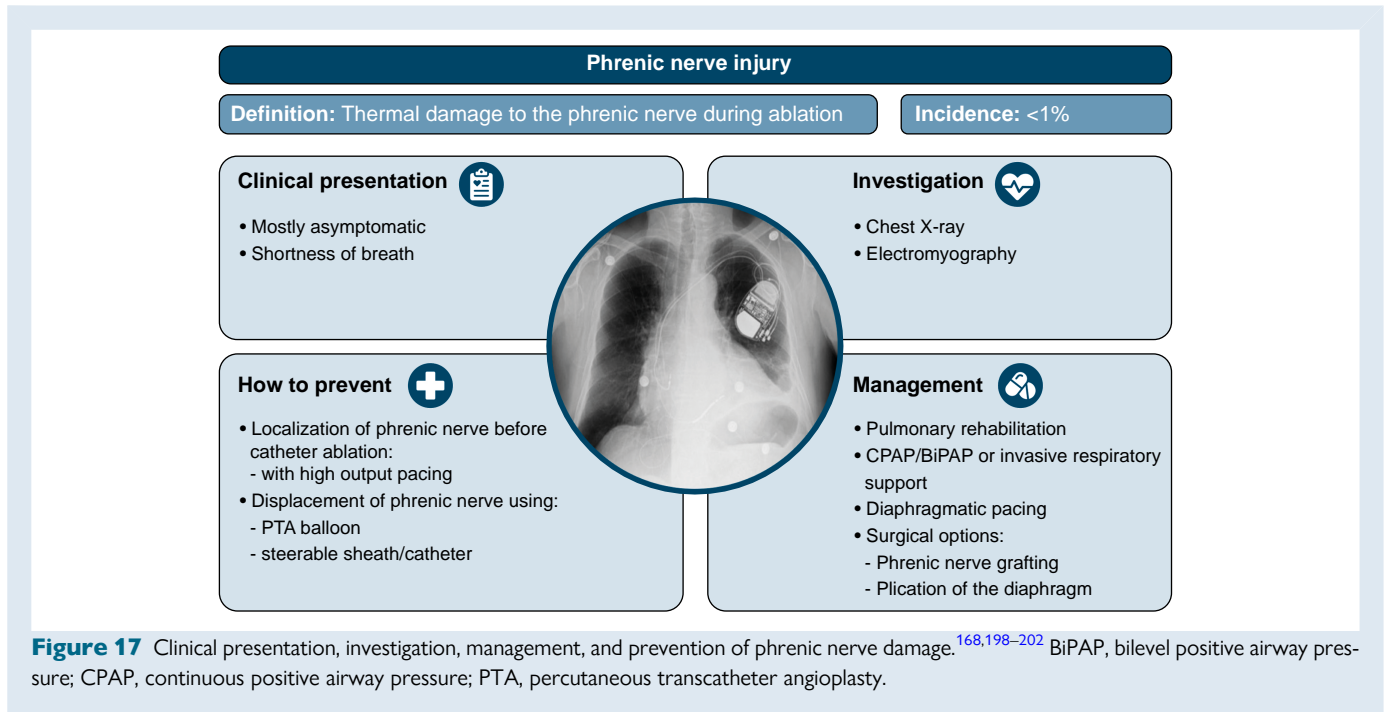 Phrenic nerve injury
Definition: Thermal damage to the phrenic nerve during ablation
Incidence: <1%
Clinical presentation
• Mostly asymptomatic
• Shortness of breath
Investigation
• Chest X-ray
• Electromyography
How to prevent
• Localization of phrenic nerve before
catheter ablation:
- with high output pacing
• Displacement of phrenic nerve using:
- PTA balloon
- steerable sheath/catheter
Management
• Pulmonary rehabilitation
• CPAP/BiPAP or invasive respiratory
support
• Diaphragmatic pacing
• Surgical options:
- Phrenic nerve grafting
- Plication of the diaphragm
Figure 17 Clinical presentation, investigation, management, and prevention of phrenic nerve damage.168,198–202 BiPAP, bilevel positive airway pres-
sure; CPAP, continuous positive airway pressure; PTA, percutaneous transcatheter angioplasty.